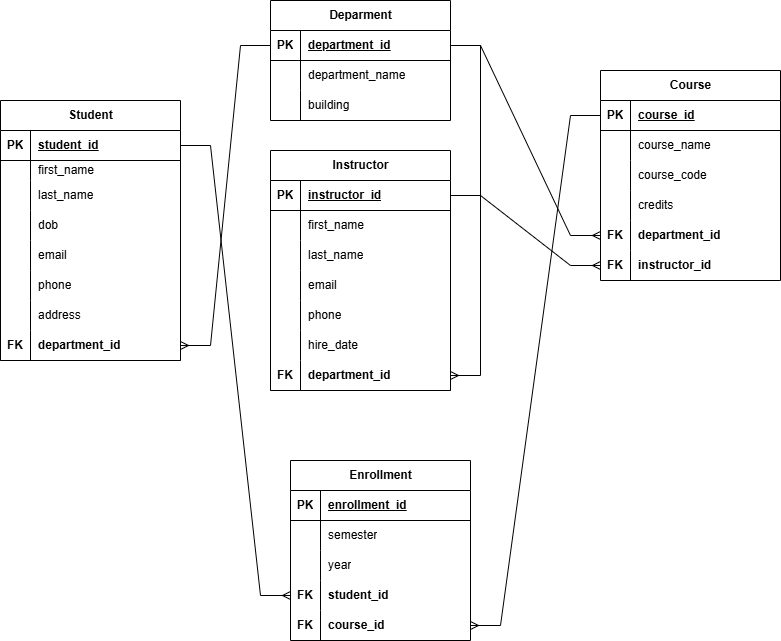 Deparment
PK department_id
department_name
building
Student
PK student_id
first_name
last_name
dob
email
phone
address
FK department_id
Instructor
PK instructor_id
first_name
last_name
email
phone
hire_date
FK department_id
Course
PK course_id
course_name
course_code
credits
FK department_id
FK instructor_id
Enrollment
PK enrollment_id
semester
year
FK student_id
FK course_id